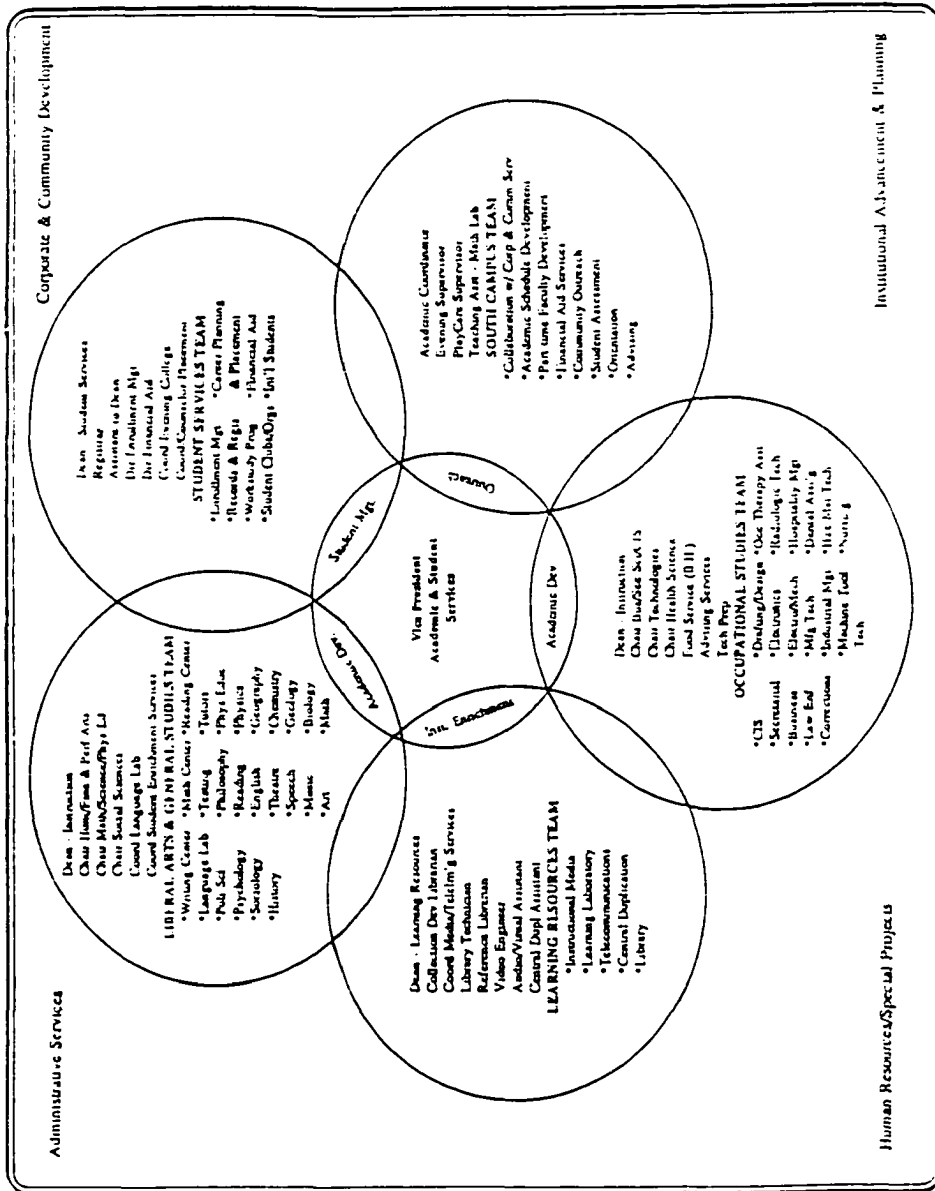 Administrative Services
Corporate & Community Development
Dean - Instruction
Chair Hum/Fine & Perf Arts
Chair Math/Science/Phys Ed
Chair Social Sciences
Coord Language Lab
Coord Student Enrichment Services
LIBERAL ARTS & GENERAL STUDIES TEAM
*Writing Center *Math Center *Reading Center
*Language Lab *Testing *Tutors
*Poli Sci *Philosophy *Phys Educ
*Psychology *Reading *Physics
*Sociology *English *Geography
*History *Theatre *Chemistry
*Speech *Geology
*Music *Biology
*Art *Math
Dean - Student Services
Registrar
Assistant to Dean
Dir Enrollment Mgt
Dir Financial Aid
Coord Evening College
Coord/Counselor Placement
STUDENT SERVICES TEAM
*Enrollment Mgt *Career Planning
*Records & Regis & Placement
*Workstudy Prog *Financial Aid
*Student Clubs/Orgs *Int'l Students
Academic Dev.
Student Mgt
Vice President
Academic & Student
Services
Stu. Enrichment
Outreach
Academic Dev
Dean - Learning Resources
Collection Dev Librarian
Coord Media/Telelm'g Services
Library Technician
Reference Librarian
Video Engineer
Audio/Visual Assistant
Central Dupl Assistant
LEARNING RESOURCES TEAM
*Instructional Media
*Learning Laboratory
*Telecommunications
*Central Duplication
*Library
Academic Coordinator
Evening Supervisor
PlayCare Supervisor
Teaching Asst - Math Lab
SOUTH CAMPUS TEAM
*Collaboration w/ Corp & Comm Serv
*Academic Schedule Development
*Part time Faculty Development
*Financial Aid Services
*Community Outreach
*Student Assessment
*Orientation
*Advising
Dean - Instruction
Chair Bus/Soc
Chair Technologies
Chair Health Science
Food Service
Advising Services
Tech Prep
OCCUPATIONAL STUDIES TEAM
*CIS *Drafting/Design *Occ Therapy Asst
*Secretarial *Electronics *Radiologic Tech
*Business *Electro/Mech *Hospitality Mgt
*Law Enf *Mfg Tech *Dental Ass'g
*Corrections *Industrial Mgt *Haz Mat Tech
*Machine Tool *Nursing
Tech
Human Resources/Special Projects
Institutional Advancement & Planning